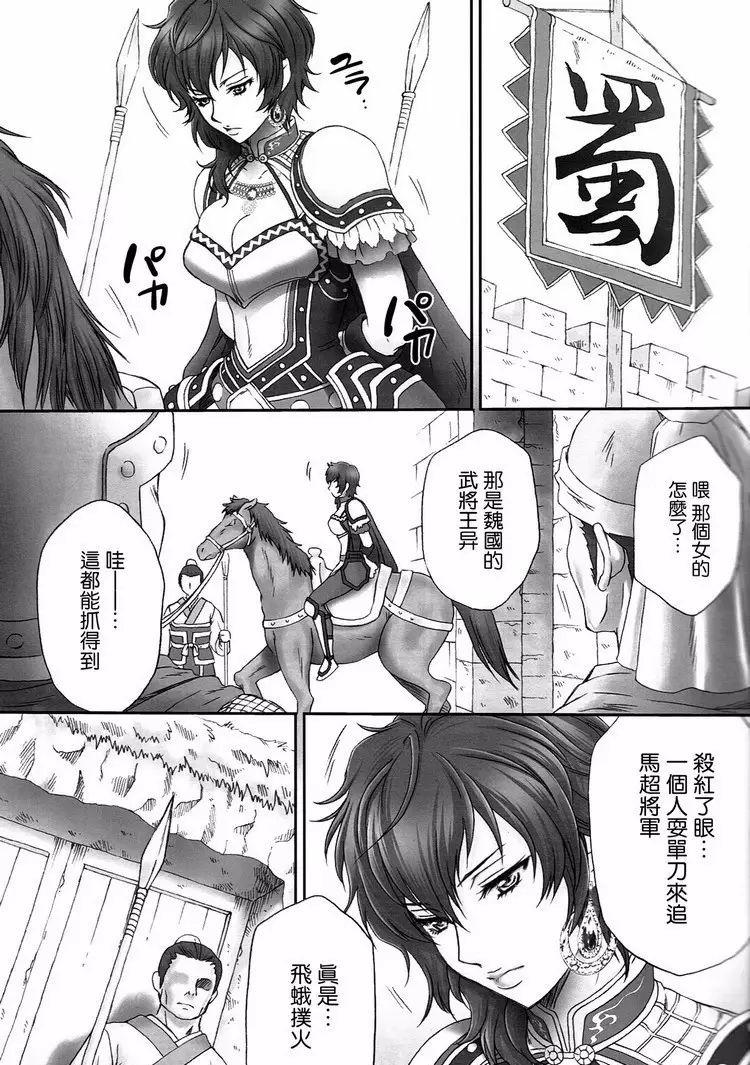 蜀
ユラ…
パカ
パカ
喂 那個女的
怎麼了…
那是魏國的
武將王异
哇——!…
這都能抓得到
殺紅了眼…
一個人耍單刀來追
馬超將軍
真是…
飛蛾撲火